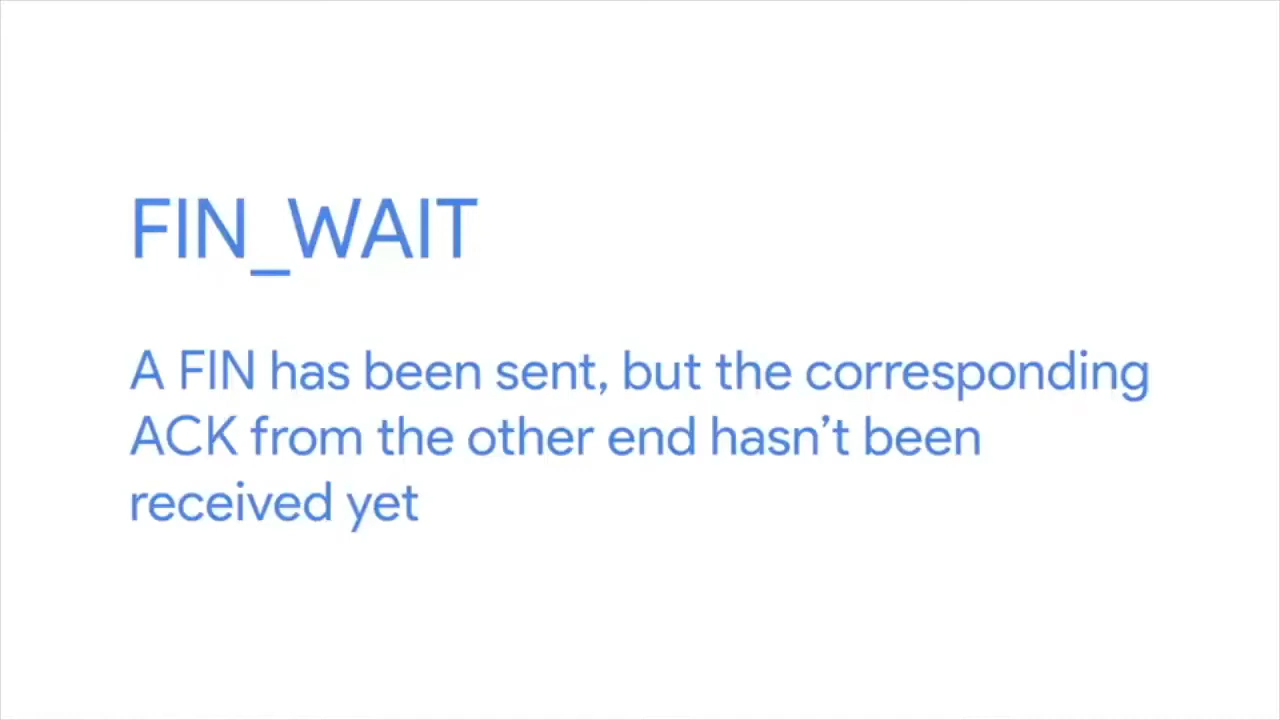 FIN_WAIT
A FIN has been sent, but the corresponding
ACK from the other end hasn’t been
received yet